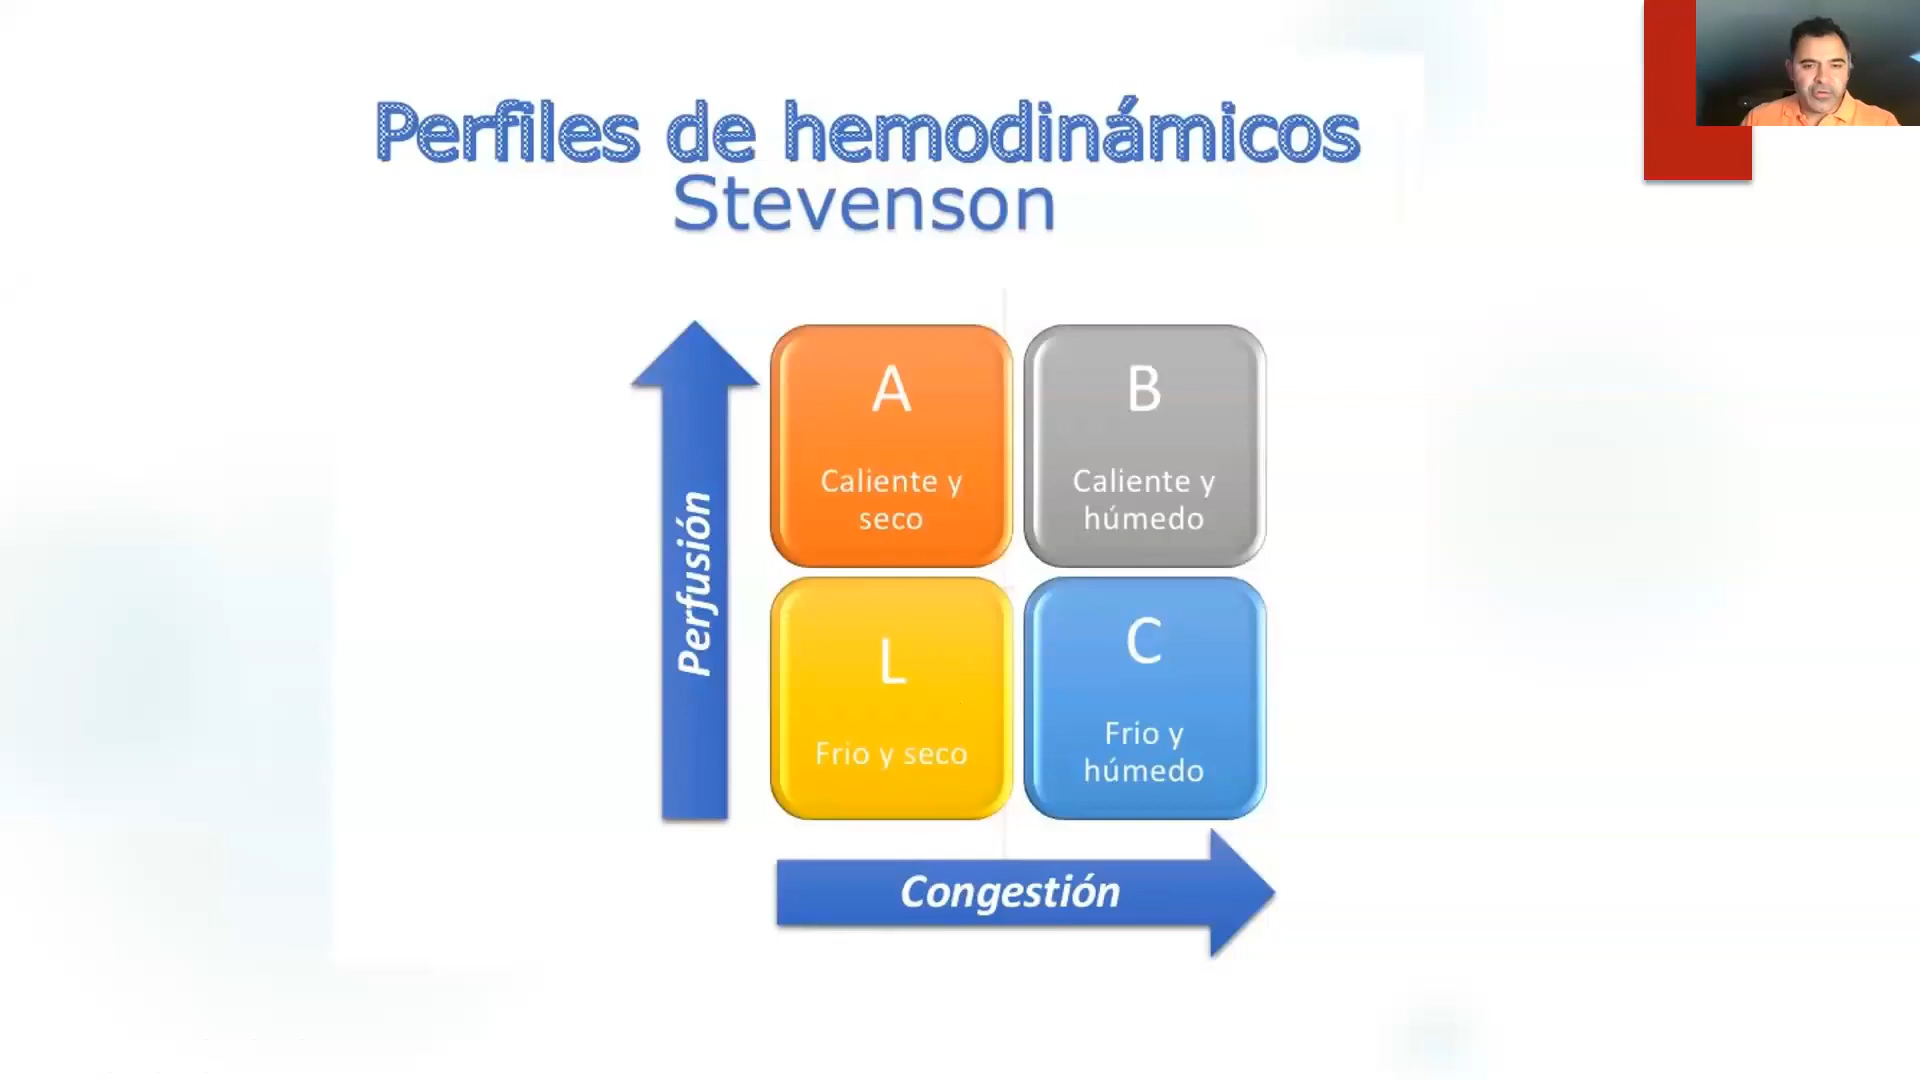 Perfiles de hemodinámicos
Stevenson
Perfusión
A
Caliente y
seco
B
Caliente y
húmedo
L
Frio y seco
C
Frio y
húmedo
Congestión